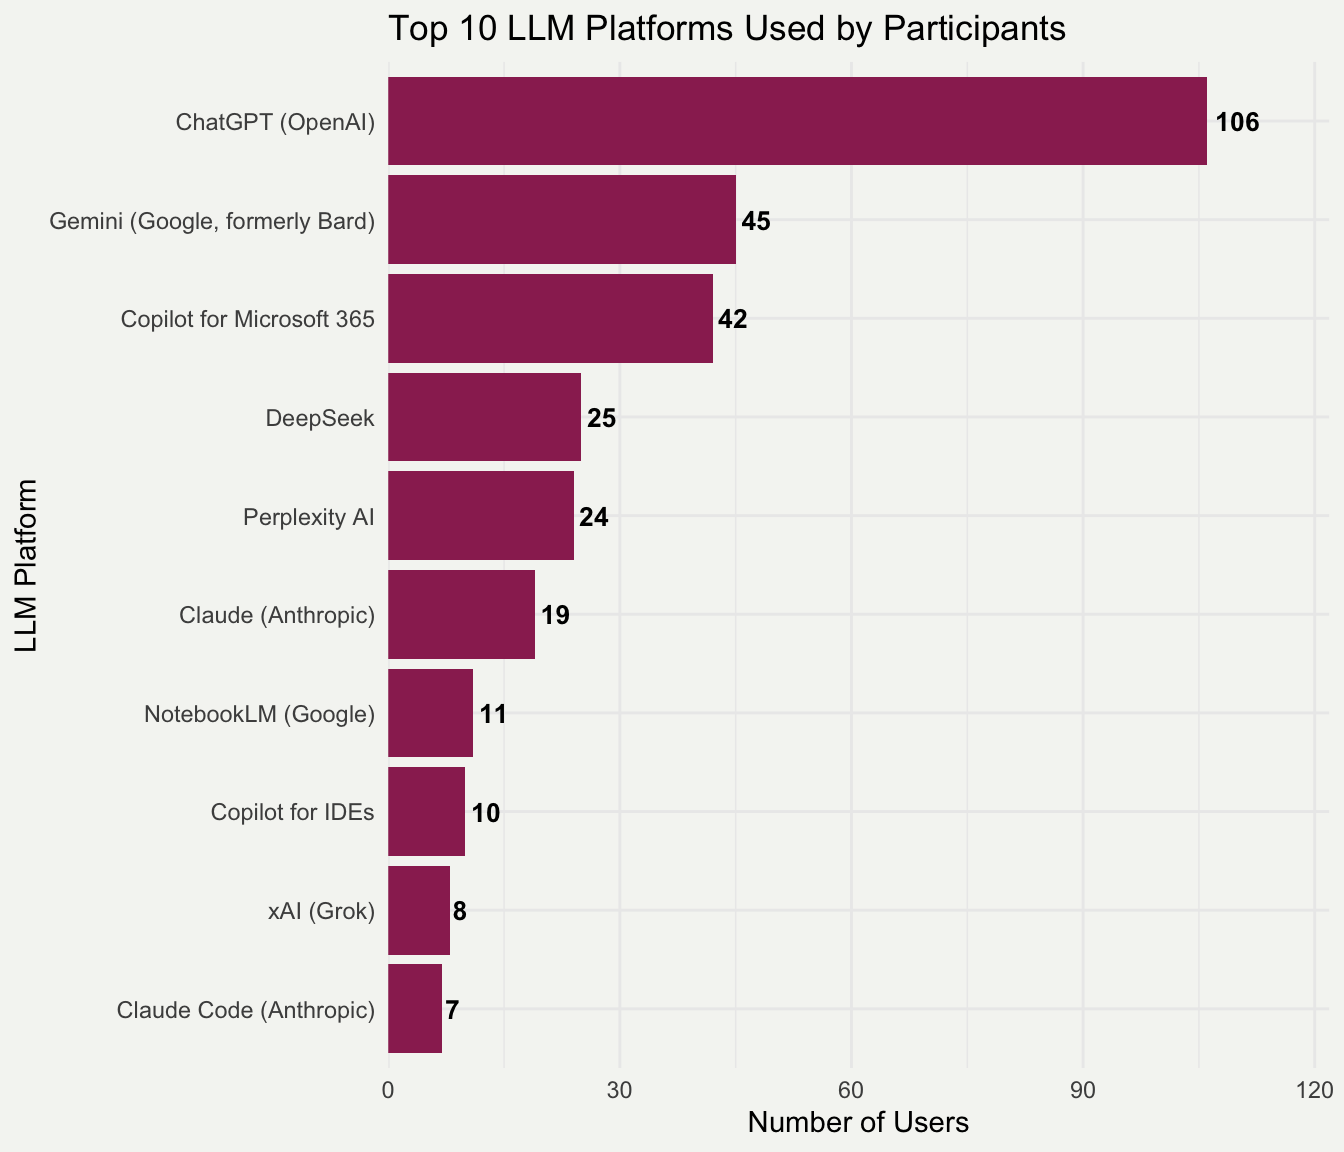 Top 10 LLM Platforms Used by Participants
ChatGPT (OpenAI) 106
Gemini (Google, formerly Bard) 45
Copilot for Microsoft 365 42
DeepSeek 25
Perplexity AI 24
Claude (Anthropic) 19
NotebookLM (Google) 11
Copilot for IDEs 10
xAI (Grok) 8
Claude Code (Anthropic) 7
LLM Platform
0 30 60 90 120
Number of Users